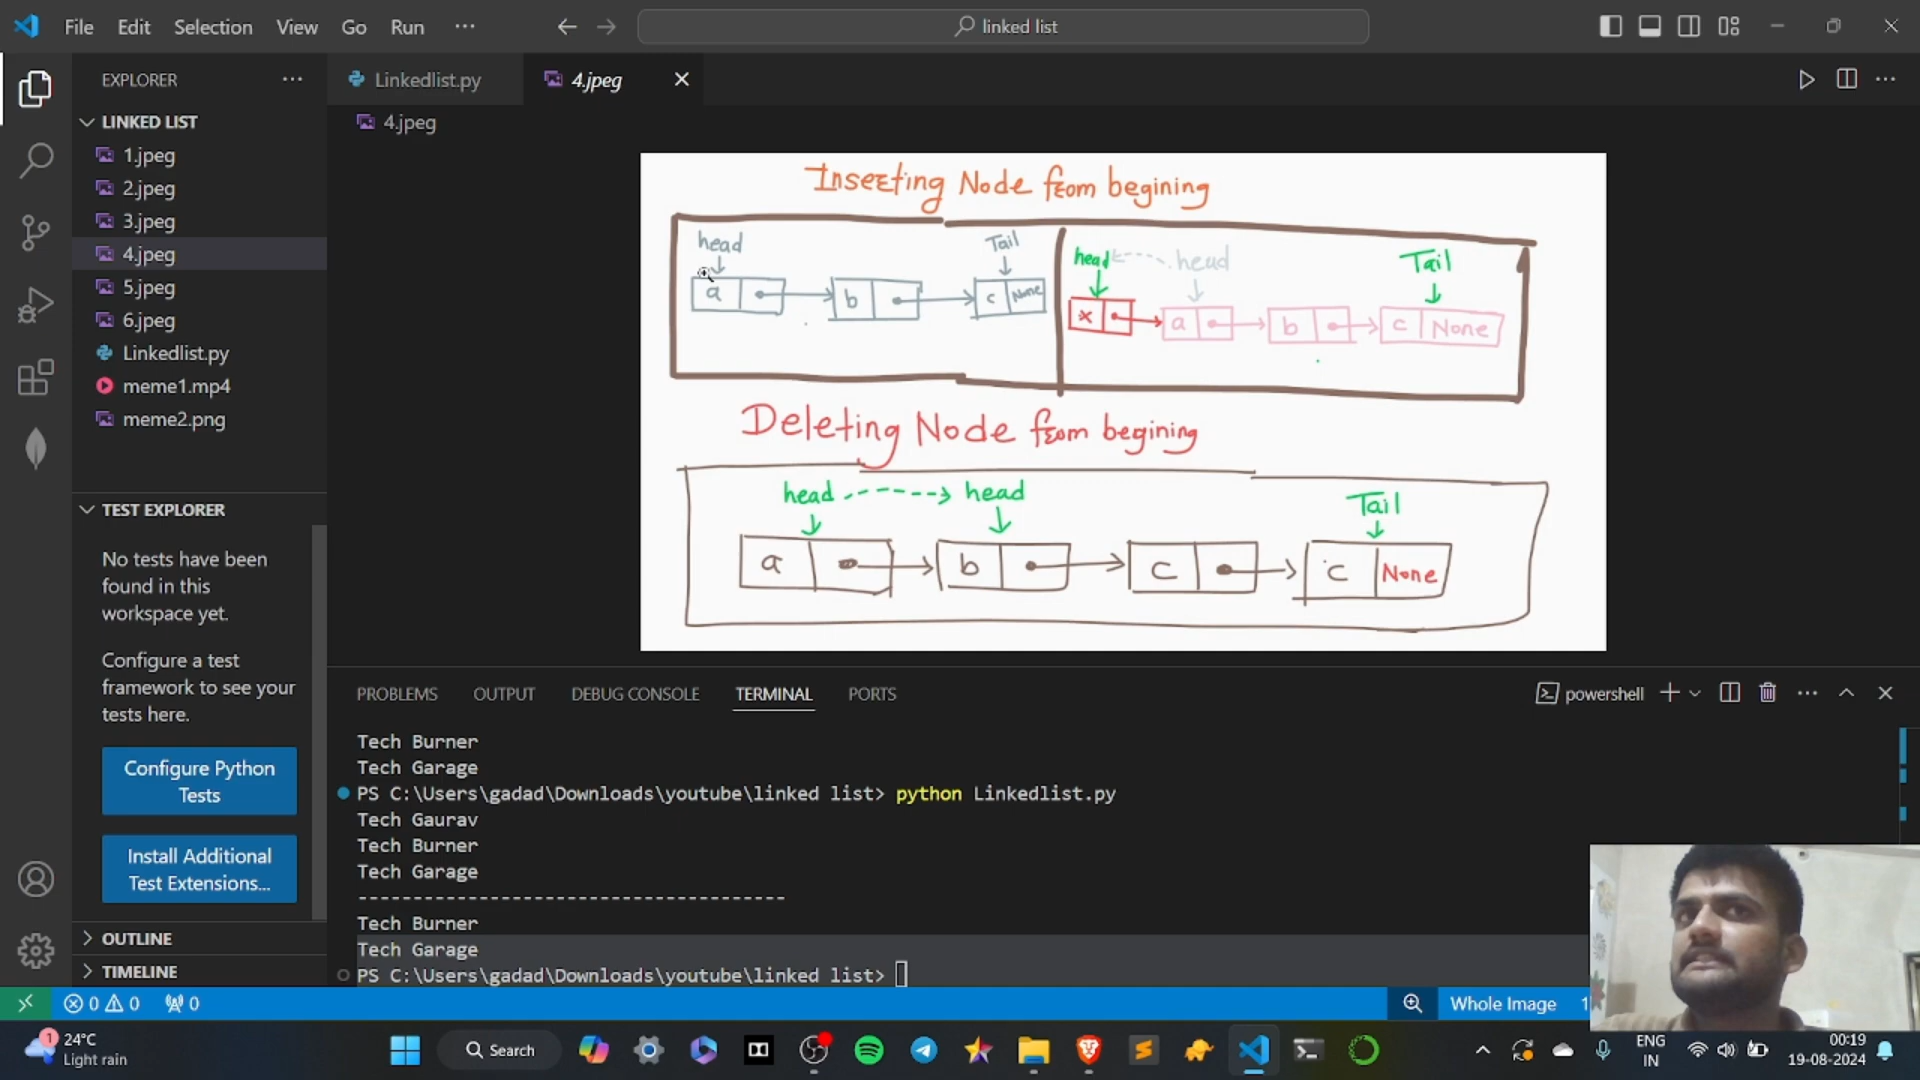 File Edit Selection View Go Run ···
linked list
EXPLORER ···
Linkedlist.py
4.jpeg
LINKED LIST
4.jpeg
1.jpeg
2.jpeg
3.jpeg
4.jpeg
5.jpeg
6.jpeg
Linkedlist.py
meme1.mp4
meme2.png
Inserting Node from begining
head
Tail
a
b
c None
head
head
Tail
x
a
b
c None
Deleting Node from begining
head
head
Tail
a
b
c
c None
TEST EXPLORER
No tests have been
found in this
workspace yet.
Configure a test
framework to see your
tests here.
Configure Python
Tests
Install Additional
Test Extensions...
OUTLINE
TIMELINE
PROBLEMS OUTPUT DEBUG CONSOLE TERMINAL PORTS
powershell
Tech Burner
Tech Garage
PS C:\Users\gadad\Downloads\youtube\linked list> python Linkedlist.py
Tech Gaurav
Tech Burner
Tech Garage
---------------------------------------
Tech Burner
Tech Garage
PS C:\Users\gadad\Downloads\youtube\linked list>
0 0 0
Whole Image
1
24°C
Light rain
Search
ENG
IN
00:19
19-08-2024